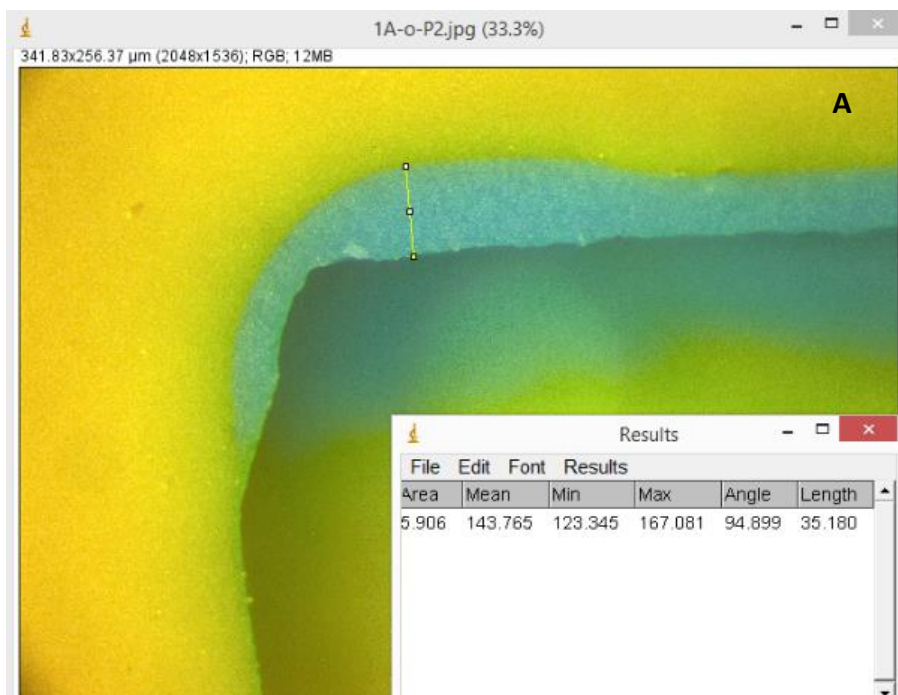 1A-o-P2.jpg (33.3%)
341.83x256.37 µm (2048x1536); RGB; 12MB
A
Results
File Edit Font Results
Area Mean Min Max Angle Length
5.906 143.765 123.345 167.081 94.899 35.180